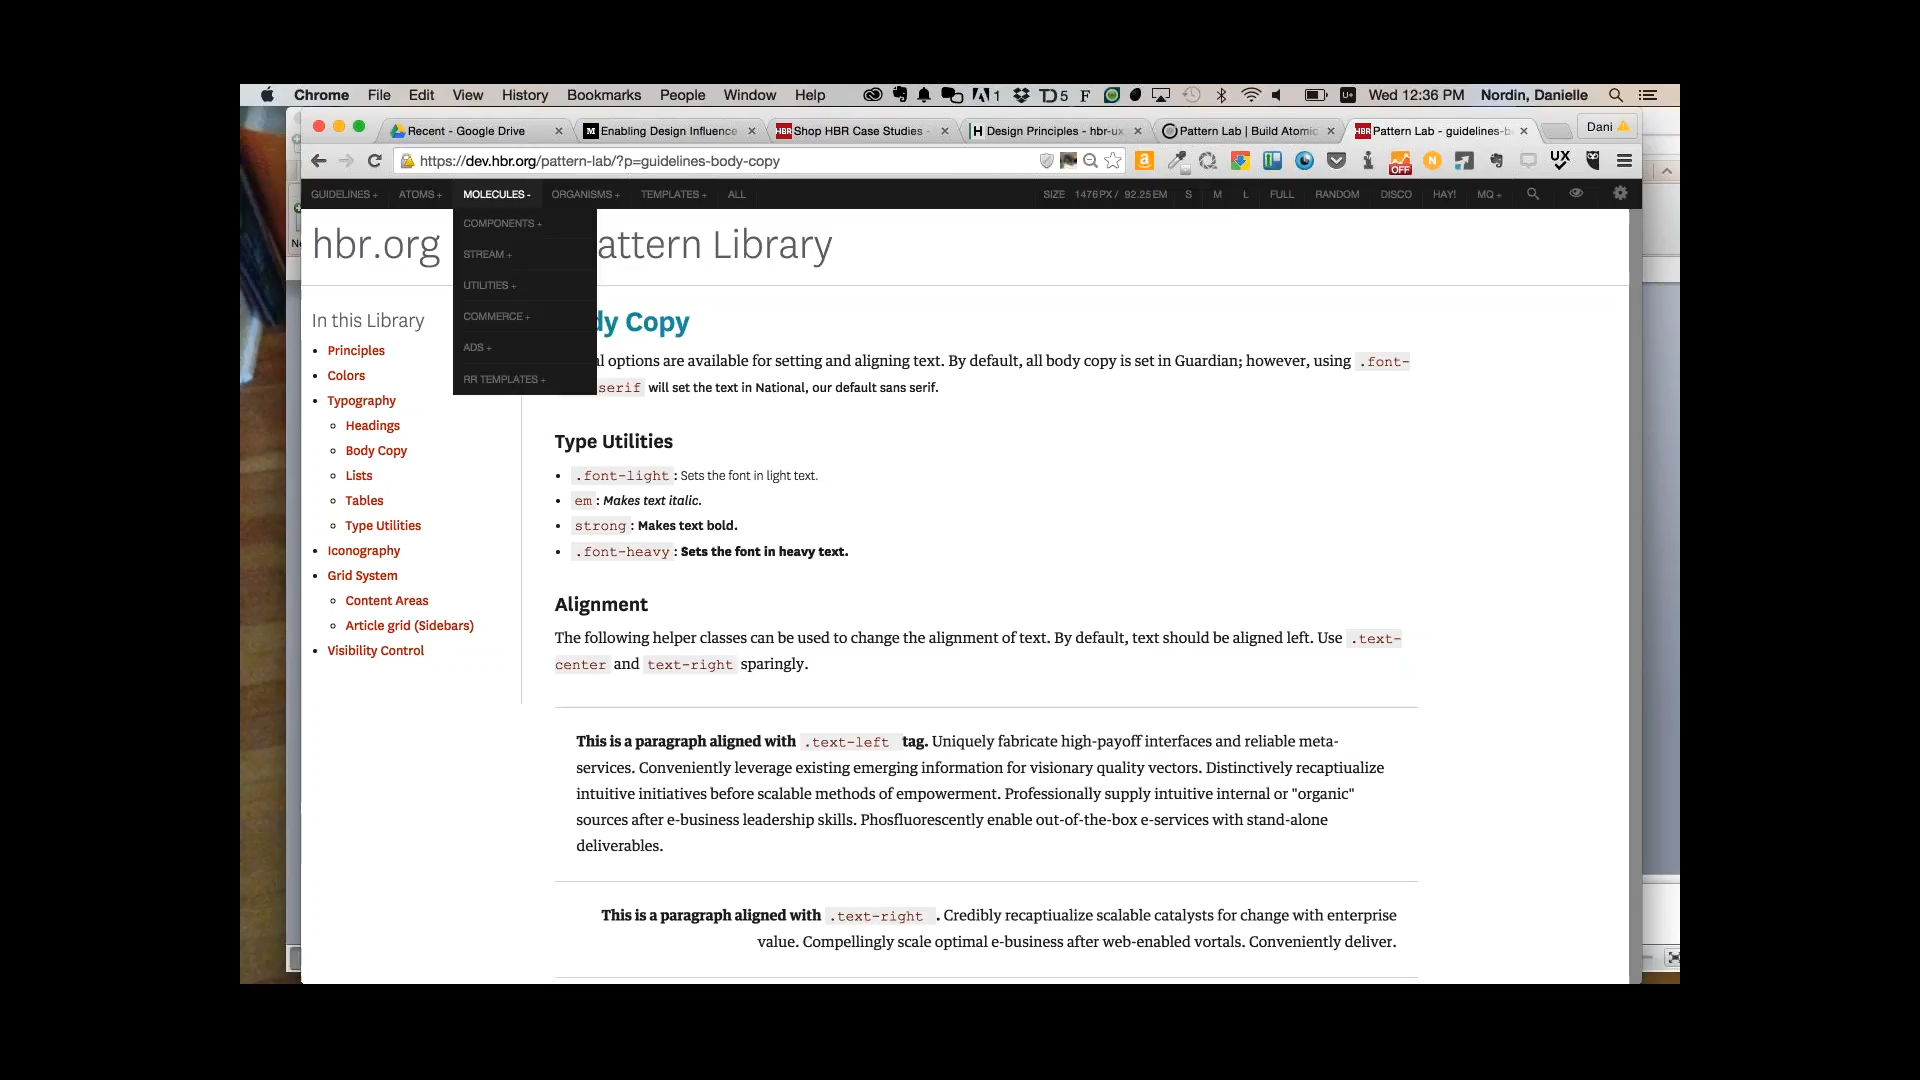 Chrome File Edit View History Bookmarks People Window Help 1 5 Wed 12:36 PM Nordin, Danielle
Recent - Google Drive
Enabling Design Influence
HBR Shop HBR Case Studies -
Design Principles - hbr-ux
Pattern Lab | Build Atomic
HBR Pattern Lab - guidelines-b
Dani
https://dev.hbr.org/pattern-lab/?p=guidelines-body-copy
OFF UX
GUIDELINES + ATOMS + MOLECULES - ORGANISMS + TEMPLATES + ALL SIZE 1476PX / 92.25EM S M L FULL RANDOM DISCO HAY! MQ +
COMPONENTS +
STREAM +
UTILITIES +
COMMERCE +
ADS +
RR TEMPLATES +
hbr.org attern Library
In this Library
Principles
Colors
Typography
Headings
Body Copy
Lists
Tables
Type Utilities
Iconography
Grid System
Content Areas
Article grid (Sidebars)
Visibility Control
dy Copy
l options are available for setting and aligning text. By default, all body copy is set in Guardian; however, using .font-
serif will set the text in National, our default sans serif.
Type Utilities
.font-light : Sets the font in light text.
em : Makes text italic.
strong : Makes text bold.
.font-heavy : Sets the font in heavy text.
Alignment
The following helper classes can be used to change the alignment of text. By default, text should be aligned left. Use .text-
center and text-right sparingly.
This is a paragraph aligned with .text-left tag. Uniquely fabricate high-payoff interfaces and reliable meta-
services. Conveniently leverage existing emerging information for visionary quality vectors. Distinctively recaptiualize
intuitive initiatives before scalable methods of empowerment. Professionally supply intuitive internal or "organic"
sources after e-business leadership skills. Phosfluorescently enable out-of-the-box e-services with stand-alone
deliverables.
This is a paragraph aligned with .text-right . Credibly recaptiualize scalable catalysts for change with enterprise
value. Compellingly scale optimal e-business after web-enabled vortals. Conveniently deliver.